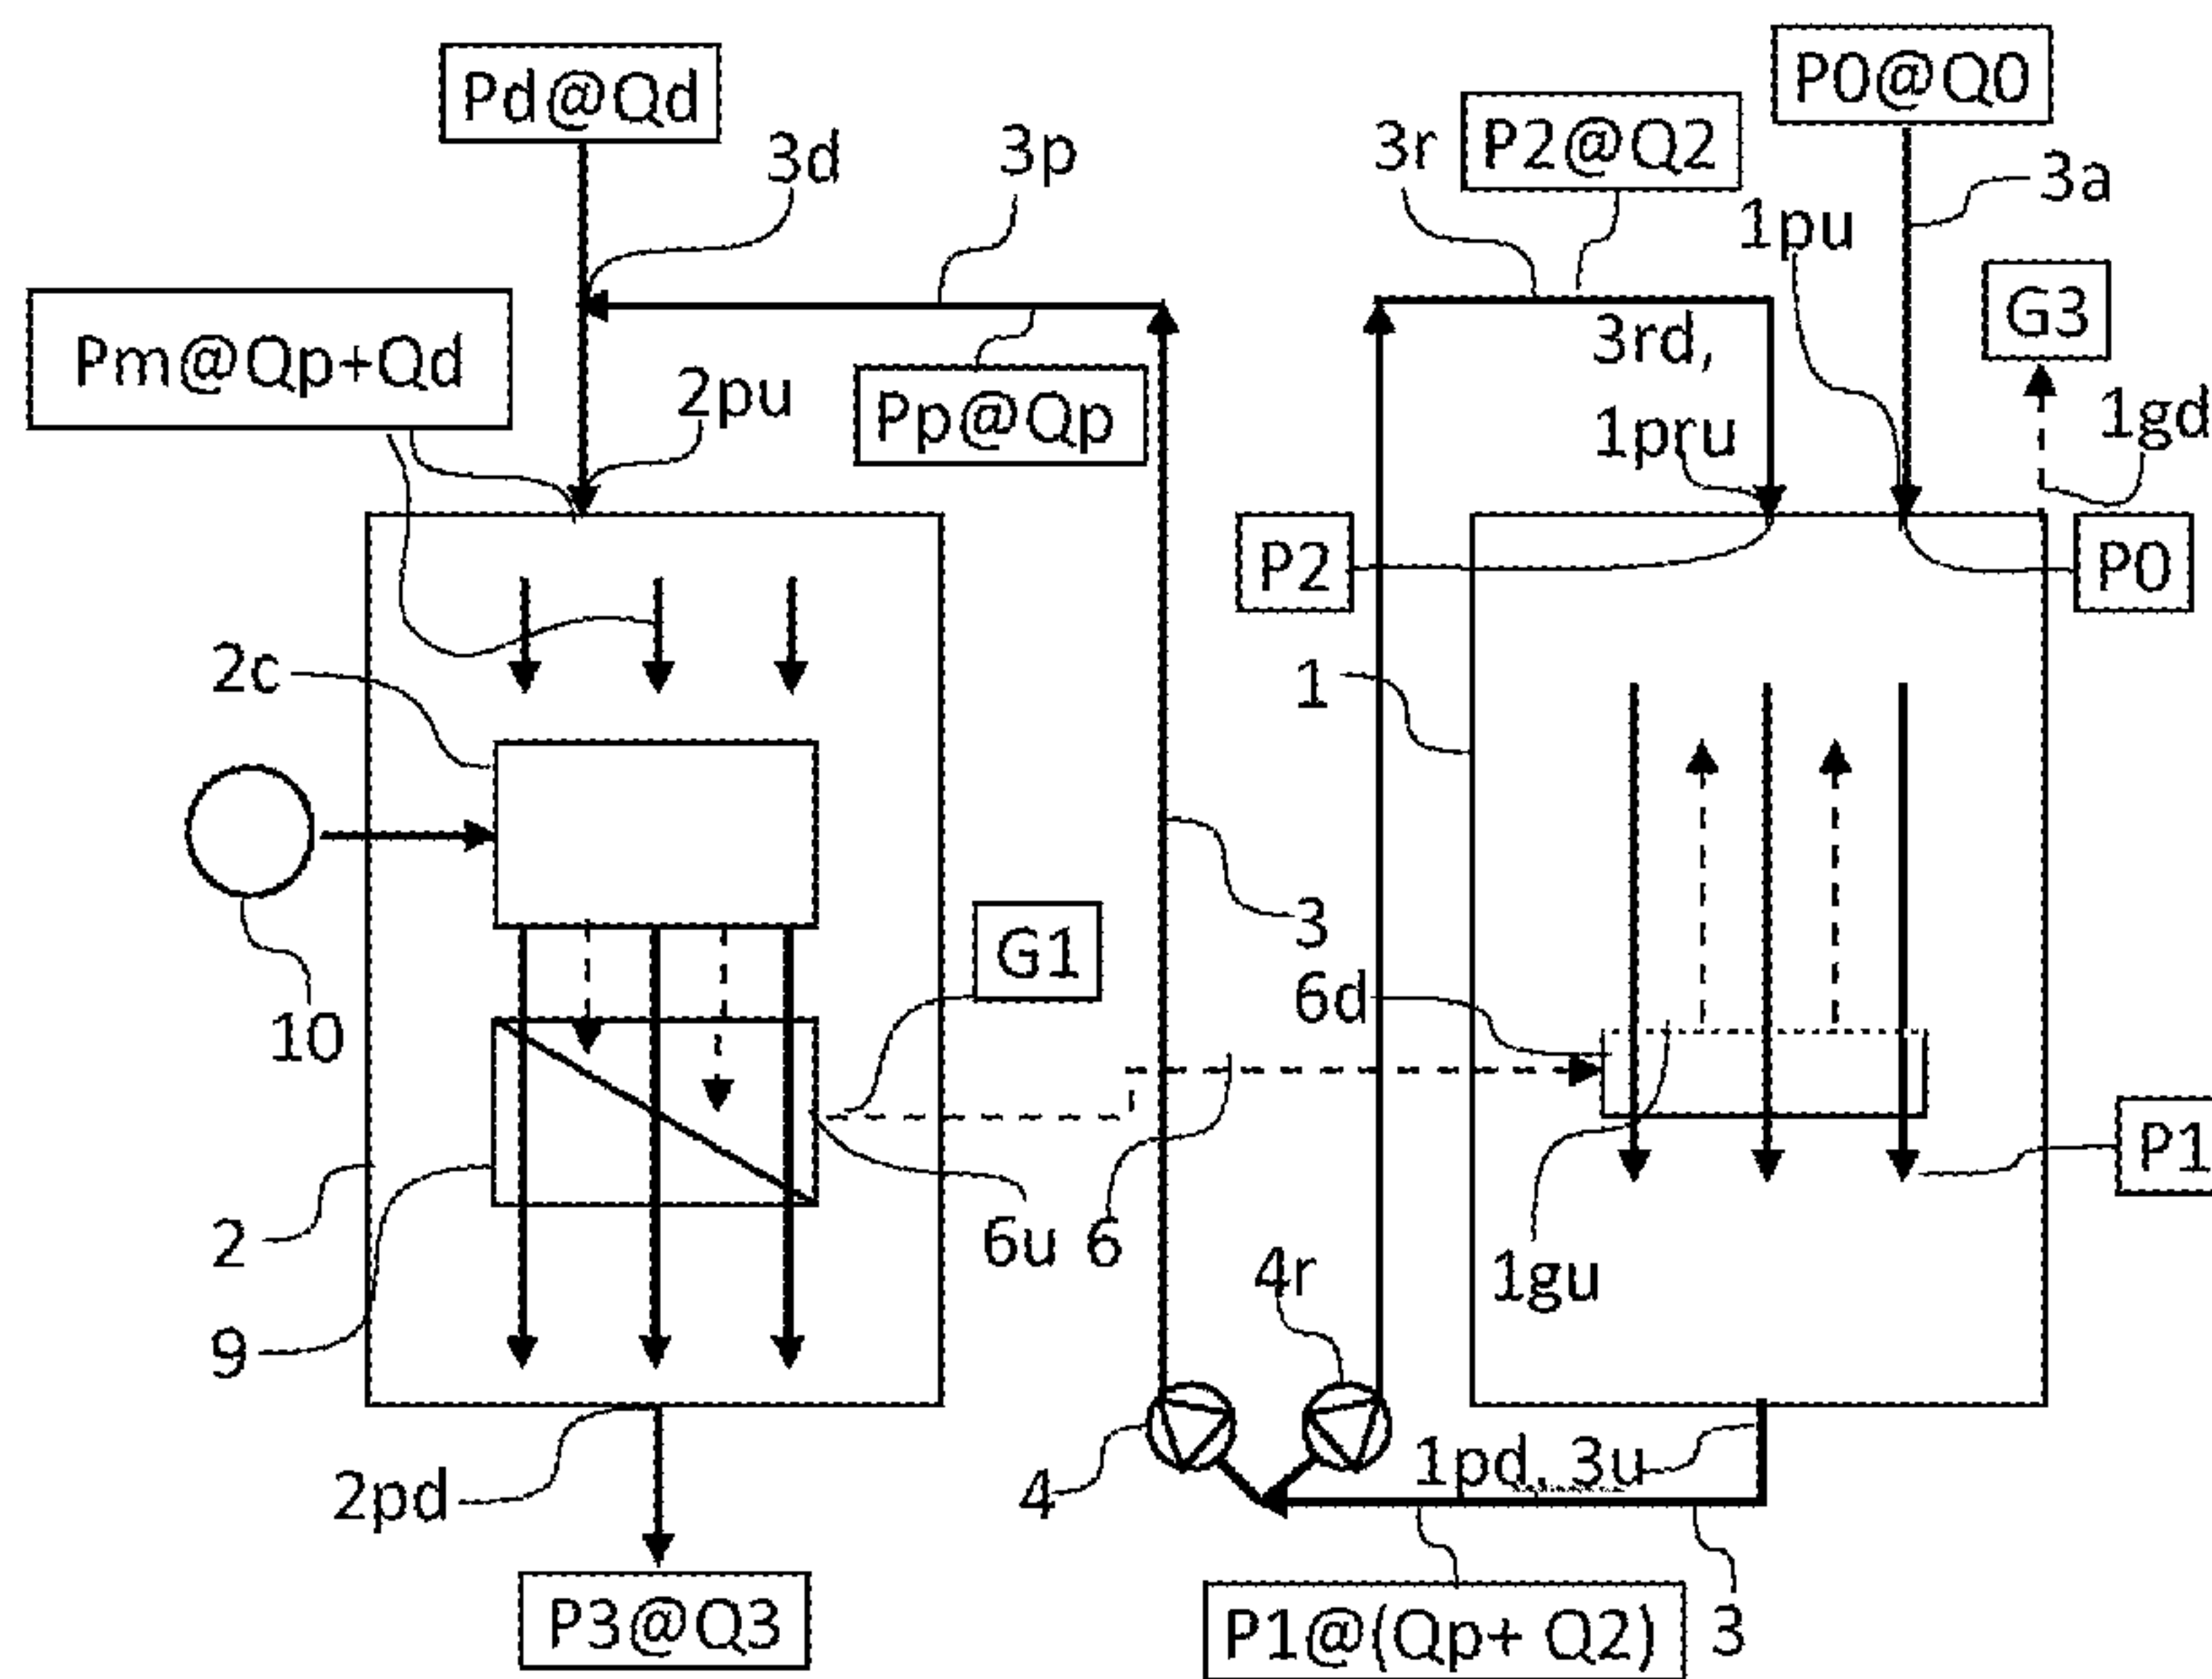 Pd@Qd
P0@Q0
3d
3p
3r
P2@Q2
3a
1pu
G3
Pm@Qp+Qd
3rd,
1pru
2pu
Pp@Qp
1gd
P2
P0
2c
1
3
G1
6d
10
P1
2
6u
6
1gu
4r
9
1pd, 3u
4
2pd
P3@Q3
P1@(Qp+ Q2)
3